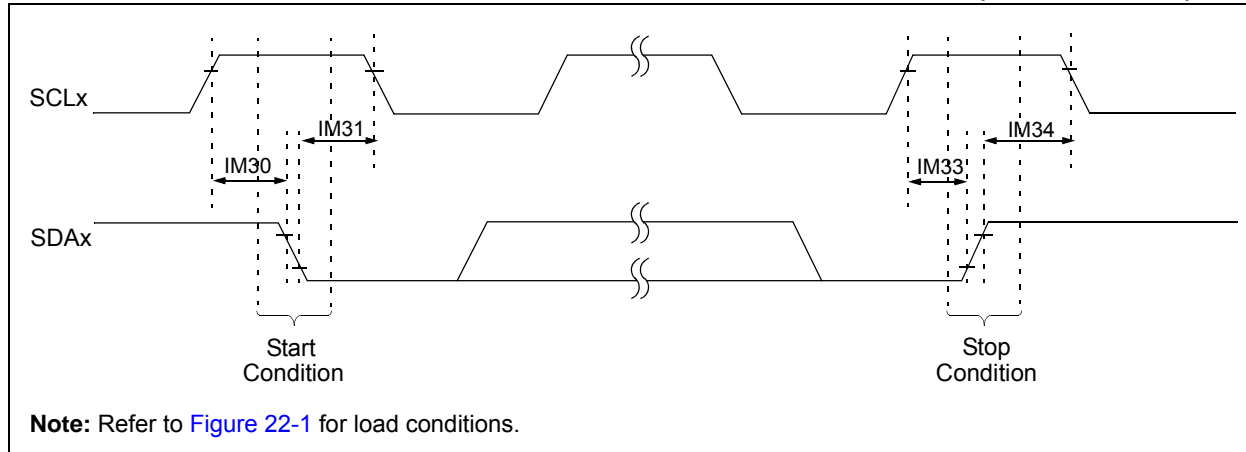 SCLx
IM31
IM34
IM30
IM33
SDAx
Start
Condition
Stop
Condition
Note: Refer to Figure 22-1 for load conditions.